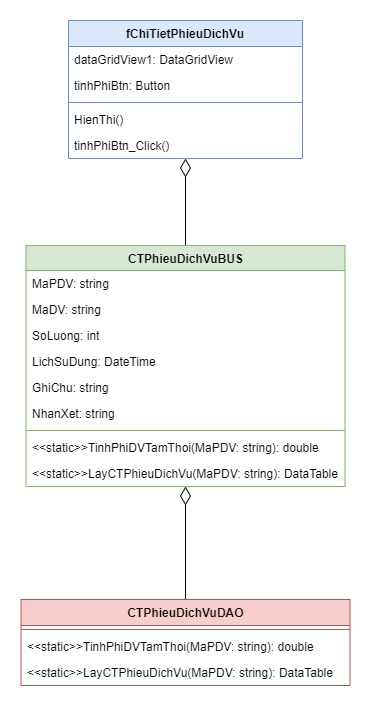 fChiTietPhieuDichVu
dataGridView1: DataGridView
tinhPhiBtn: Button
HienThi()
tinhPhiBtn_Click()
CTPhieuDichVuBUS
MaPDV: string
MaDV: string
SoLuong: int
LichSuDung: DateTime
GhiChu: string
NhanXet: string
<<static>>TinhPhiDVTamThoi(MaPDV: string): double
<<static>>LayCTPhieuDichVu(MaPDV: string): DataTable
CTPhieuDichVuDAO
<<static>>TinhPhiDVTamThoi(MaPDV: string): double
<<static>>LayCTPhieuDichVu(MaPDV: string): DataTable